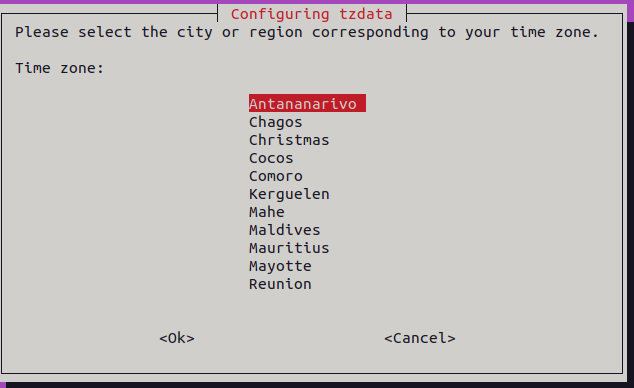 Configuring tzdata
Please select the city or region corresponding to your time zone.
Time zone:
Antananarivo
Chagos
Christmas
Cocos
Comoro
Kerguelen
Mahe
Maldives
Mauritius
Mayotte
Reunion
<Ok> <Cancel>